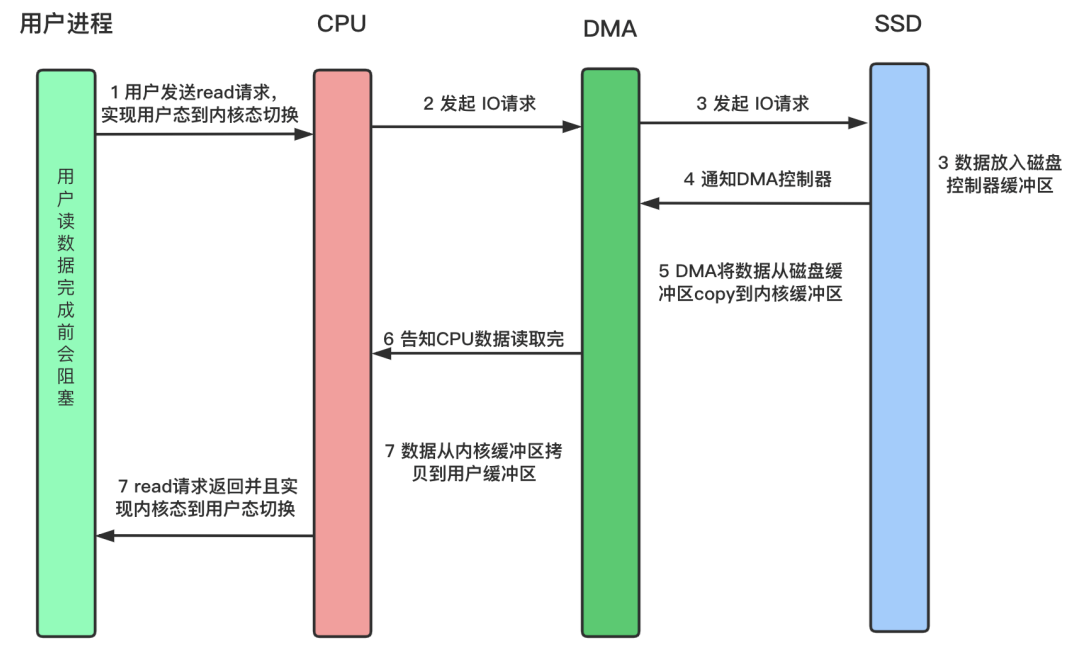 用户进程
CPU
DMA
SSD
1 用户发送read请求,
实现用户态到内核态切换
2 发起 IO请求
3 发起 IO请求
3 数据放入磁盘
控制器缓冲区
4 通知DMA控制器
用户读数据完成前会阻塞
5 DMA将数据从磁盘缓
冲区copy到内核缓冲区
6 告知CPU数据读取完
7 数据从内核缓冲区拷
贝到用户缓冲区
7 read请求返回并且实
现内核态到用户态切换